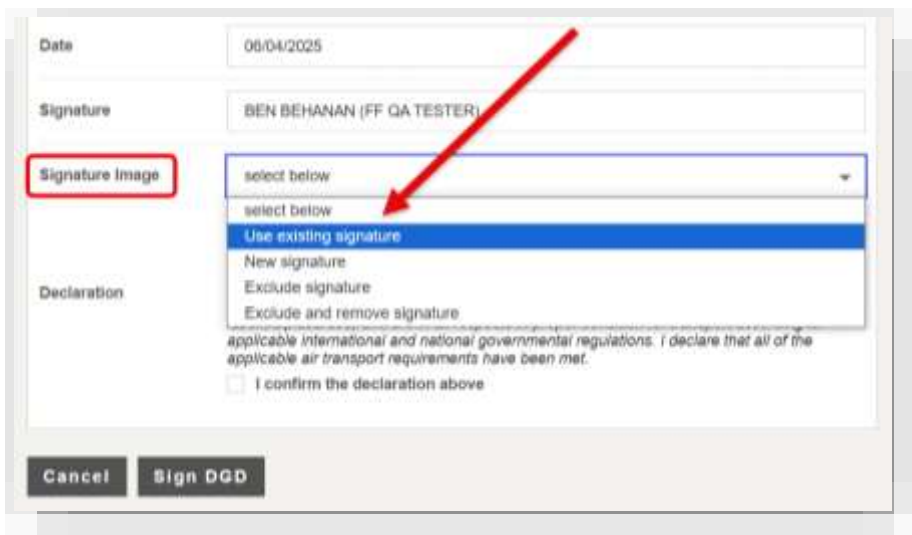 Date
06/04/2025
Signature
BEN BEHANAN (FF QA TESTER)
Signature Image
select below
select below
Use existing signature
New signature
Exclude signature
Exclude and remove signature
Declaration
applicable international and national governmental regulations. I declare that all of the
applicable air transport requirements have been met.
I confirm the declaration above
Cancel
Sign DGD